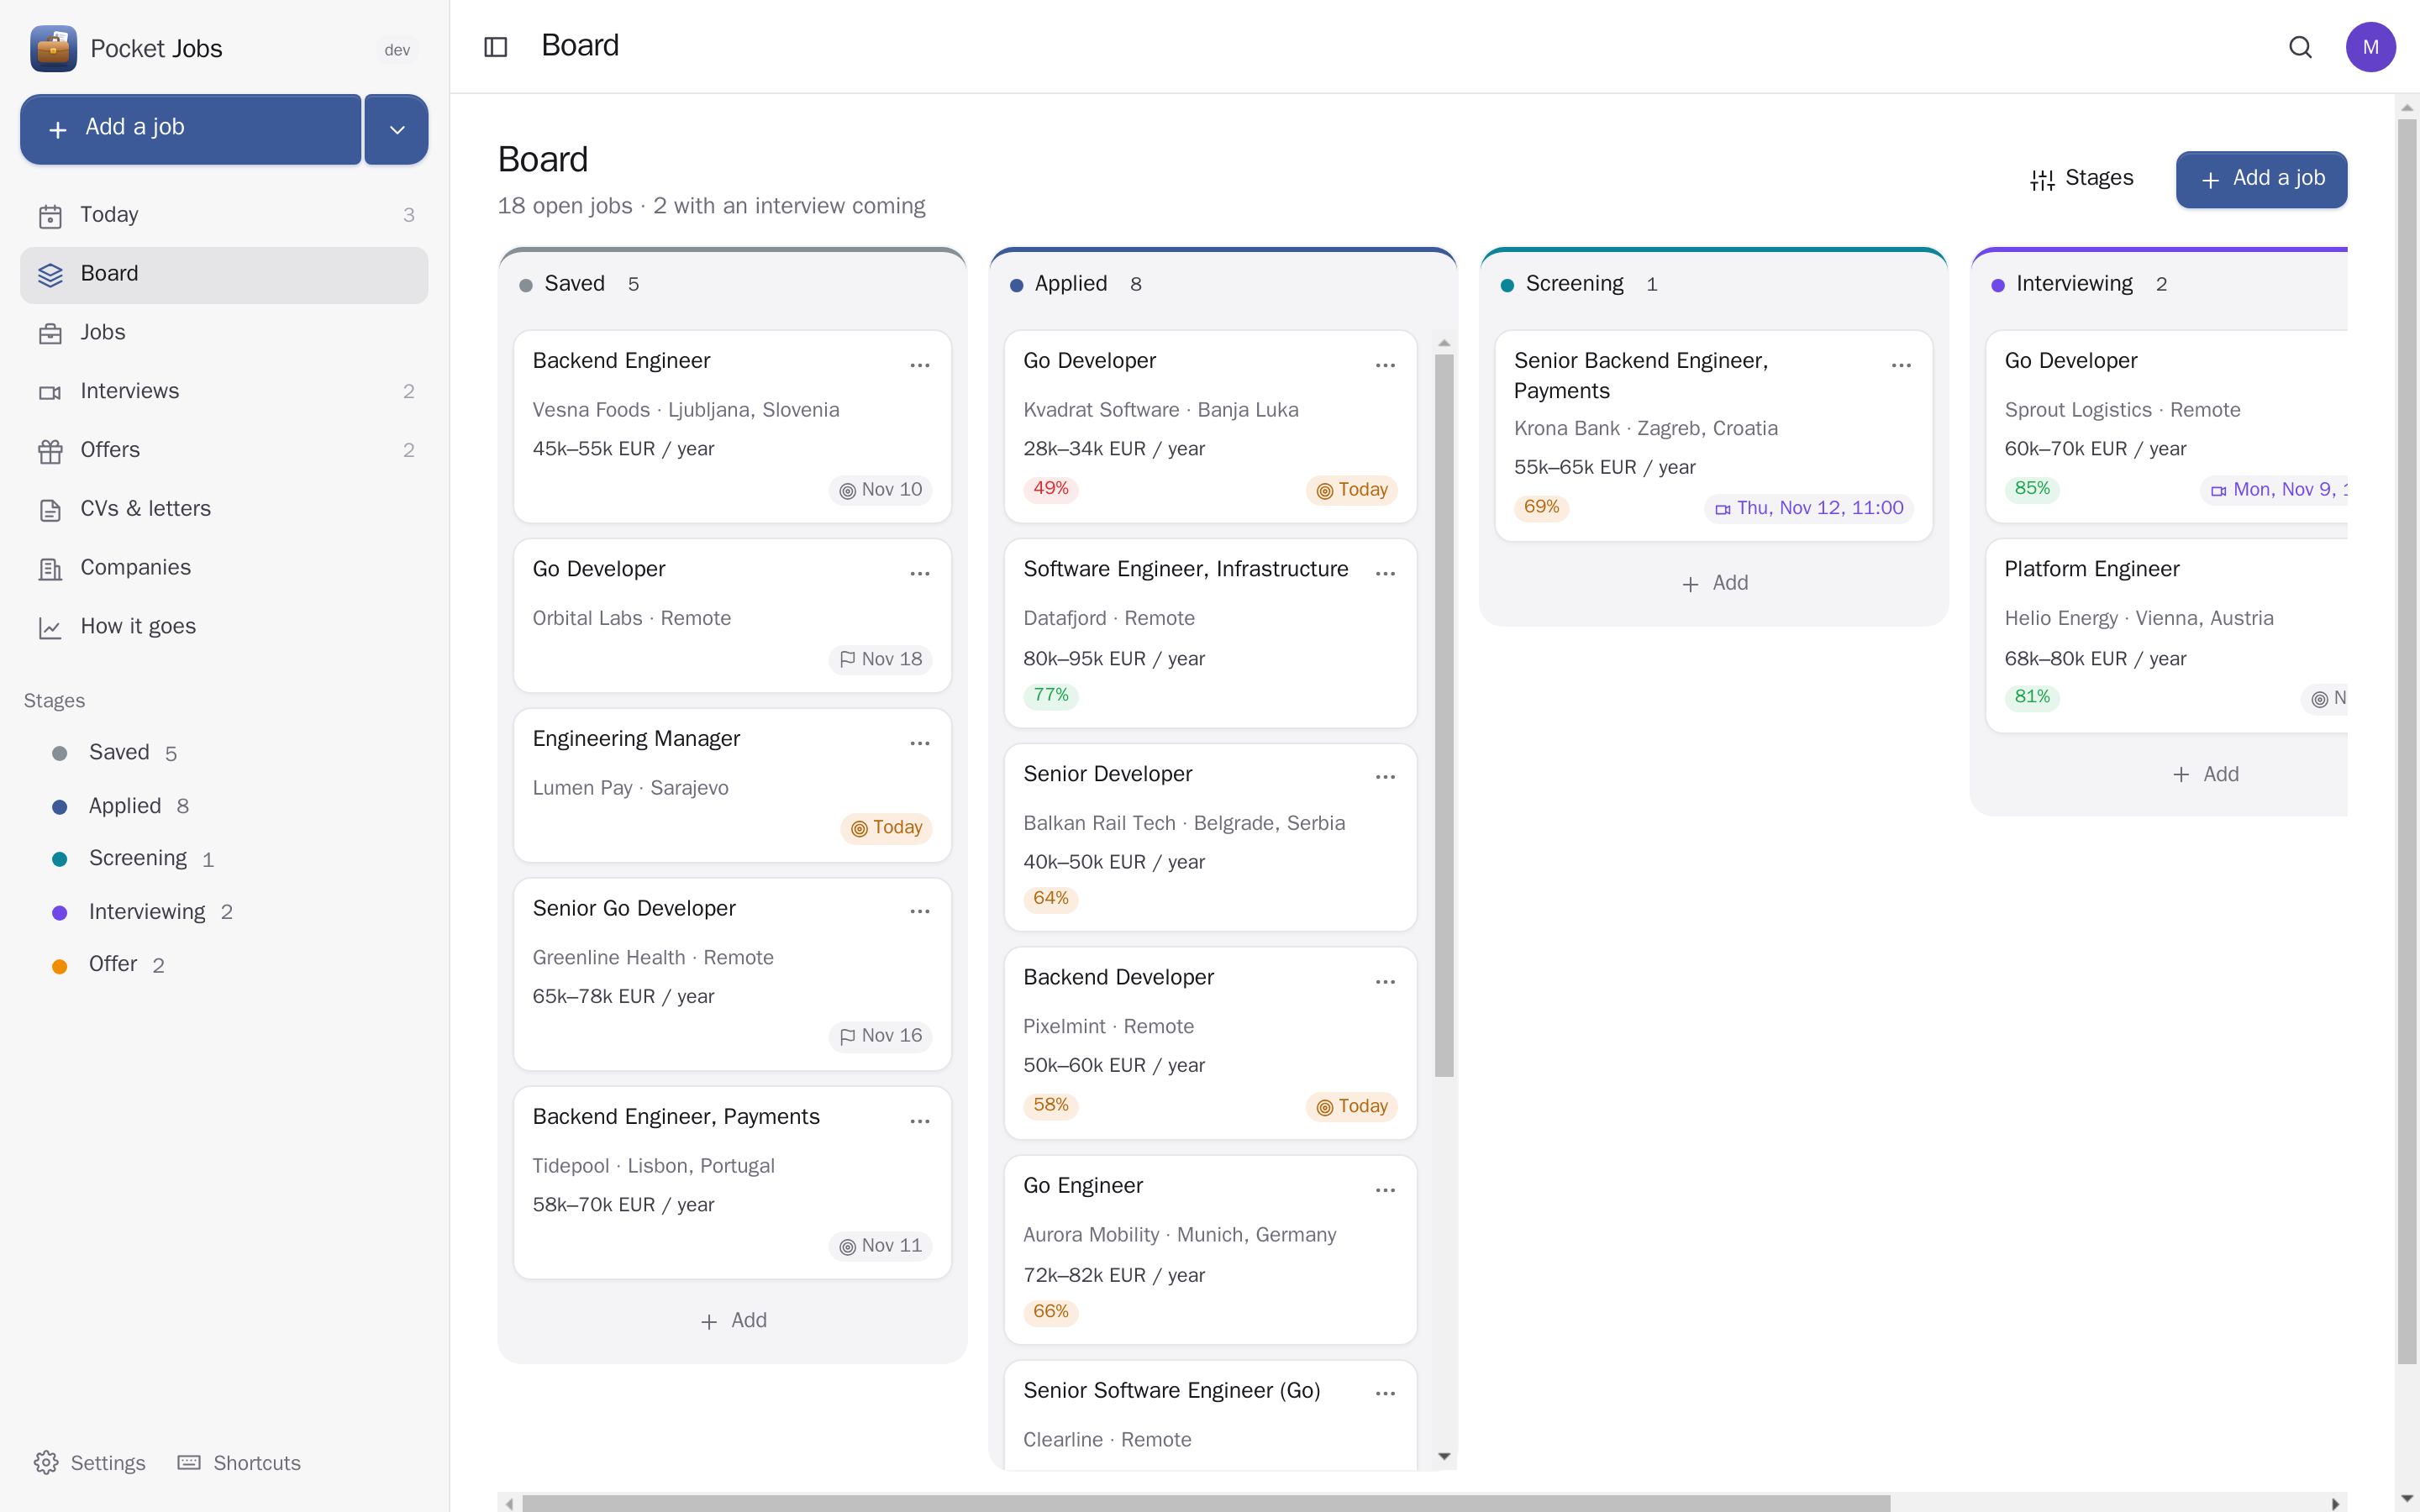 Pocket Jobs
dev
Add a job
Today 3
Board
Jobs
Interviews 2
Offers 2
CVs & letters
Companies
How it goes
Stages
Saved 5
Applied 8
Screening 1
Interviewing 2
Offer 2
Settings
Shortcuts
Board
M
Board
18 open jobs · 2 with an interview coming
Stages
Add a job
Saved 5
Backend Engineer
Vesna Foods · Ljubljana, Slovenia
45k–55k EUR / year
Nov 10
Go Developer
Orbital Labs · Remote
Nov 18
Engineering Manager
Lumen Pay · Sarajevo
Today
Senior Go Developer
Greenline Health · Remote
65k–78k EUR / year
Nov 16
Backend Engineer, Payments
Tidepool · Lisbon, Portugal
58k–70k EUR / year
Nov 11
Add
Applied 8
Go Developer
Kvadrat Software · Banja Luka
28k–34k EUR / year
49% Today
Software Engineer, Infrastructure
Datafjord · Remote
80k–95k EUR / year
77%
Senior Developer
Balkan Rail Tech · Belgrade, Serbia
40k–50k EUR / year
64%
Backend Developer
Pixelmint · Remote
50k–60k EUR / year
58% Today
Go Engineer
Aurora Mobility · Munich, Germany
72k–82k EUR / year
66%
Senior Software Engineer (Go)
Clearline · Remote
Screening 1
Senior Backend Engineer,
Payments
Krona Bank · Zagreb, Croatia
55k–65k EUR / year
69% Thu, Nov 12, 11:00
Add
Interviewing 2
Go Developer
Sprout Logistics · Remote
60k–70k EUR / year
85% Mon, Nov 9,
Platform Engineer
Helio Energy · Vienna, Austria
68k–80k EUR / year
81%
Add